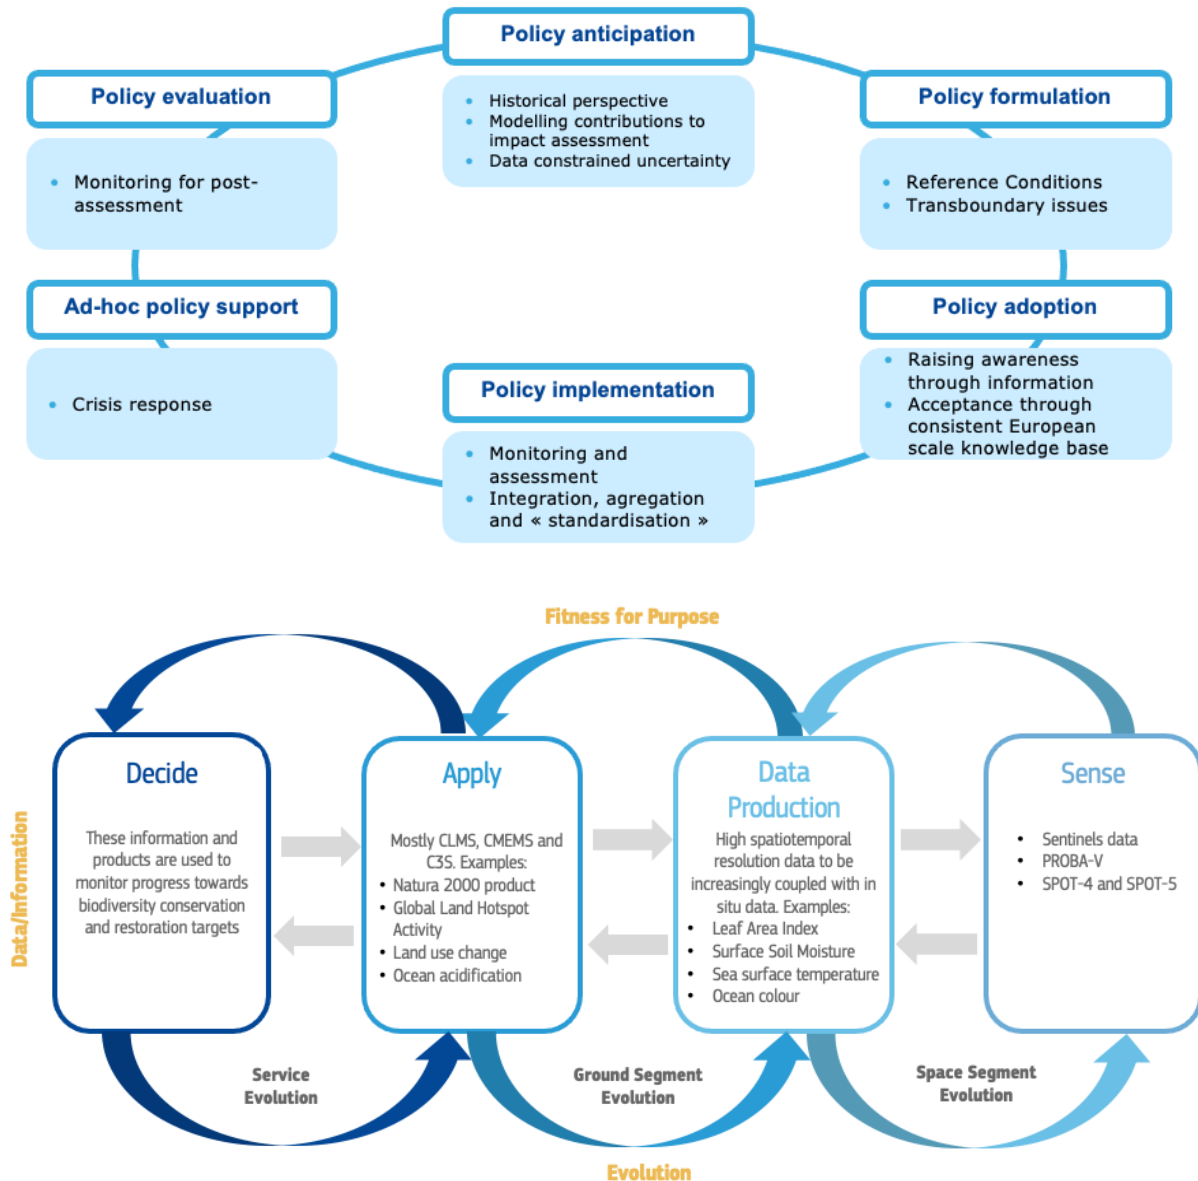 Policy anticipation
• Historical perspective
• Modelling contributions to
impact assessment
• Data constrained uncertainty
Policy evaluation
• Monitoring for post-
assessment
Policy formulation
• Reference Conditions
• Transboundary issues
Ad-hoc policy support
• Crisis response
Policy adoption
• Raising awareness
through information
• Acceptance through
consistent European
scale knowledge base
Policy implementation
• Monitoring and
assessment
• Integration, agregation
and « standardisation »
Fitness for Purpose
Data/Information
Decide
These information and
products are used to
monitor progress towards
biodiversity conservation
and restoration targets
Apply
Mostly CLMS, CMEMS and
C3S. Examples:
• Natura 2000 product
• Global Land Hotspot
Activity
• Land use change
• Ocean acidification
Data
Production
High spatiotemporal
resolution data to be
increasingly coupled with in
situ data. Examples:
• Leaf Area Index
• Surface Soil Moisture
• Sea surface temperature
• Ocean colour
Sense
• Sentinels data
• PROBA-V
• SPOT-4 and SPOT-5
Service
Evolution
Ground Segment
Evolution
Space Segment
Evolution
Evolution